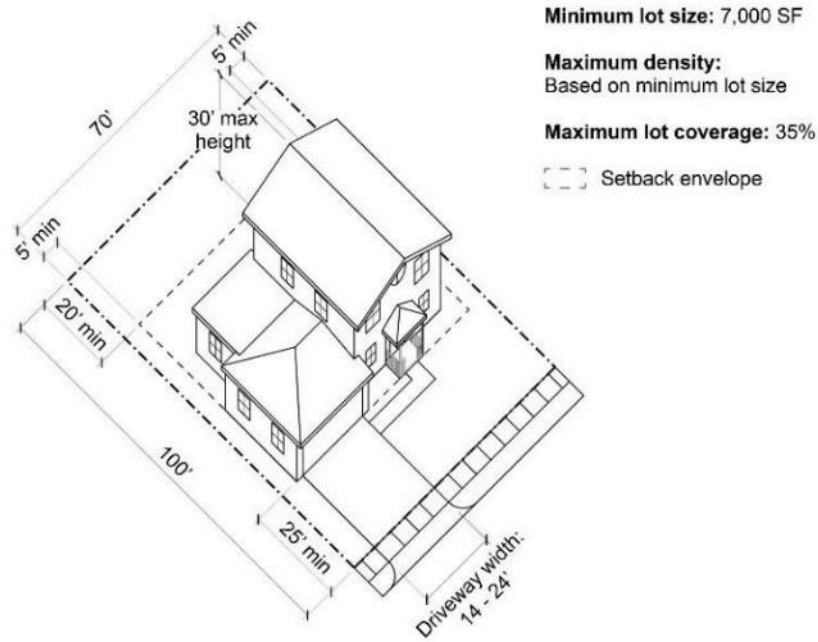 Minimum lot size: 7,000 SF
Maximum density:
Based on minimum lot size
Maximum lot coverage: 35%
Setback envelope
5' min
70'
30' max
height
5' min
20' min
100'
25' min
Driveway width:
14 - 24'